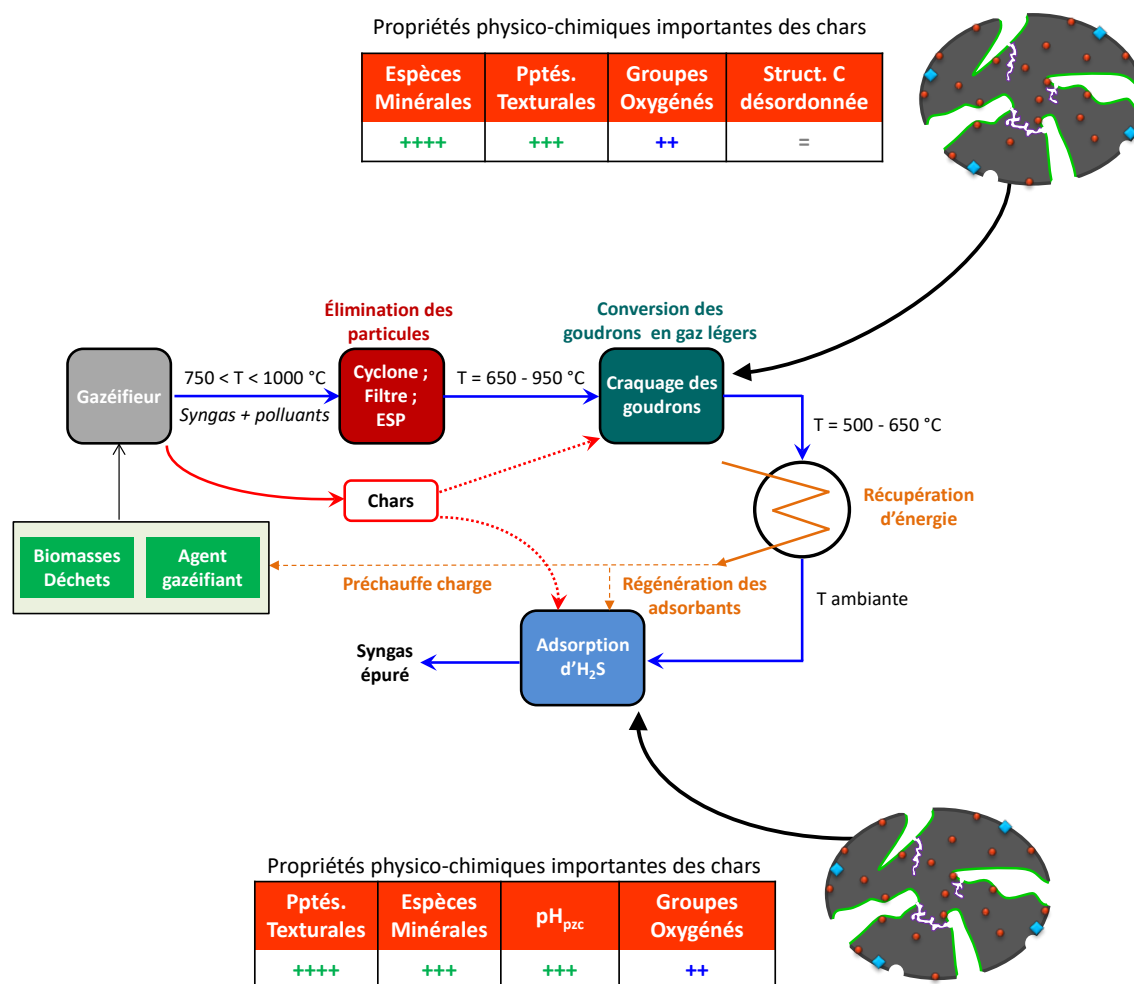 Propriétés physico-chimiques importantes des chars
Espèces Minérales
Pptés. Texturales
Groupes Oxygénés
Struct. C désordonnée
++++
+++
++
=
Élimination des
particules
Conversion des
goudrons en gaz légers
Gazéifieur
750 < T < 1000 °C
Syngas + polluants
Cyclone ;
Filtre ;
ESP
T = 650 - 950 °C
Craquage des
goudrons
T = 500 - 650 °C
Chars
Récupération
d'énergie
Biomasses
Déchets
Agent
gazéifiant
Préchauffe charge
Régénération des
adsorbants
T ambiante
Syngas
épuré
Adsorption
d'H₂S
Propriétés physico-chimiques importantes des chars
Pptés. Texturales
Espèces Minérales
pHpzc
Groupes Oxygénés
++++
+++
+++
++